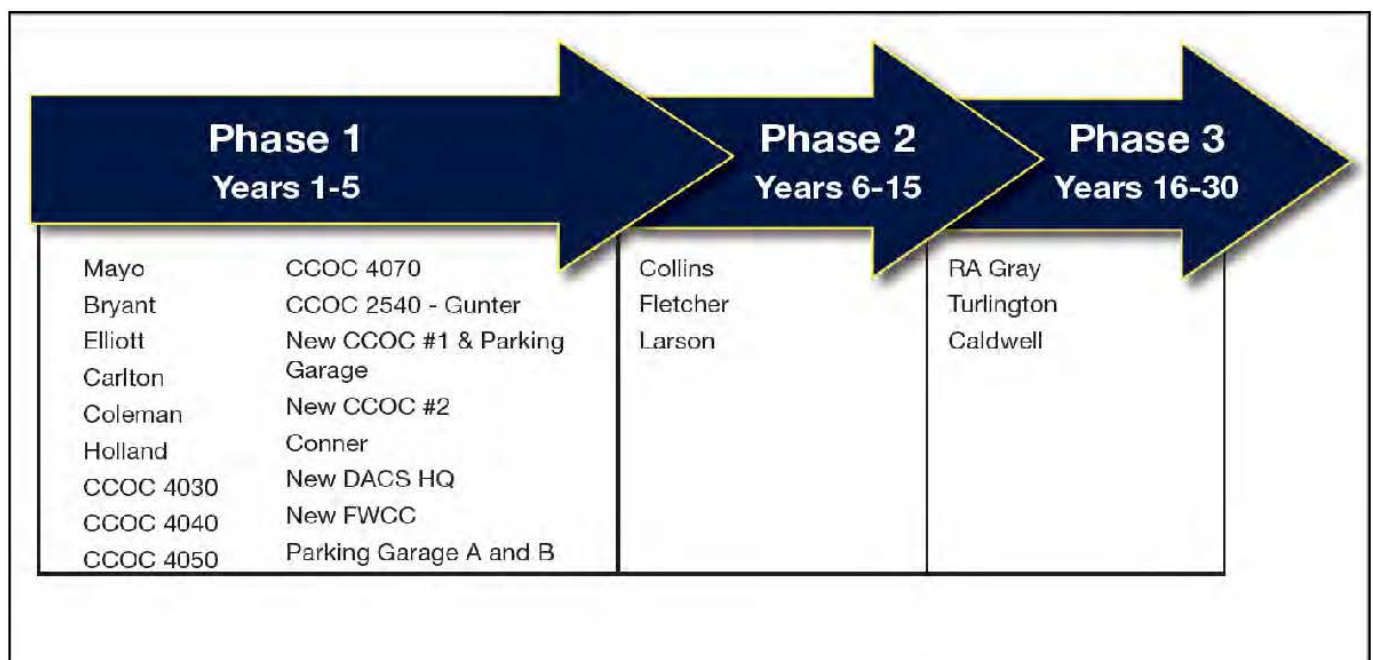 Phase 1
Years 1-5
Mayo
Bryant
Elliott
Carlton
Coleman
Holland
CCOC 4030
CCOC 4040
CCOC 4050
CCOC 4070
CCOC 2540 - Gunter
New CCOC #1 & Parking
Garage
New CCOC #2
Conner
New DACS HQ
New FWCC
Parking Garage A and B
Phase 2
Years 6-15
Collins
Fletcher
Larson
Phase 3
Years 16-30
RA Gray
Turlington
Caldwell